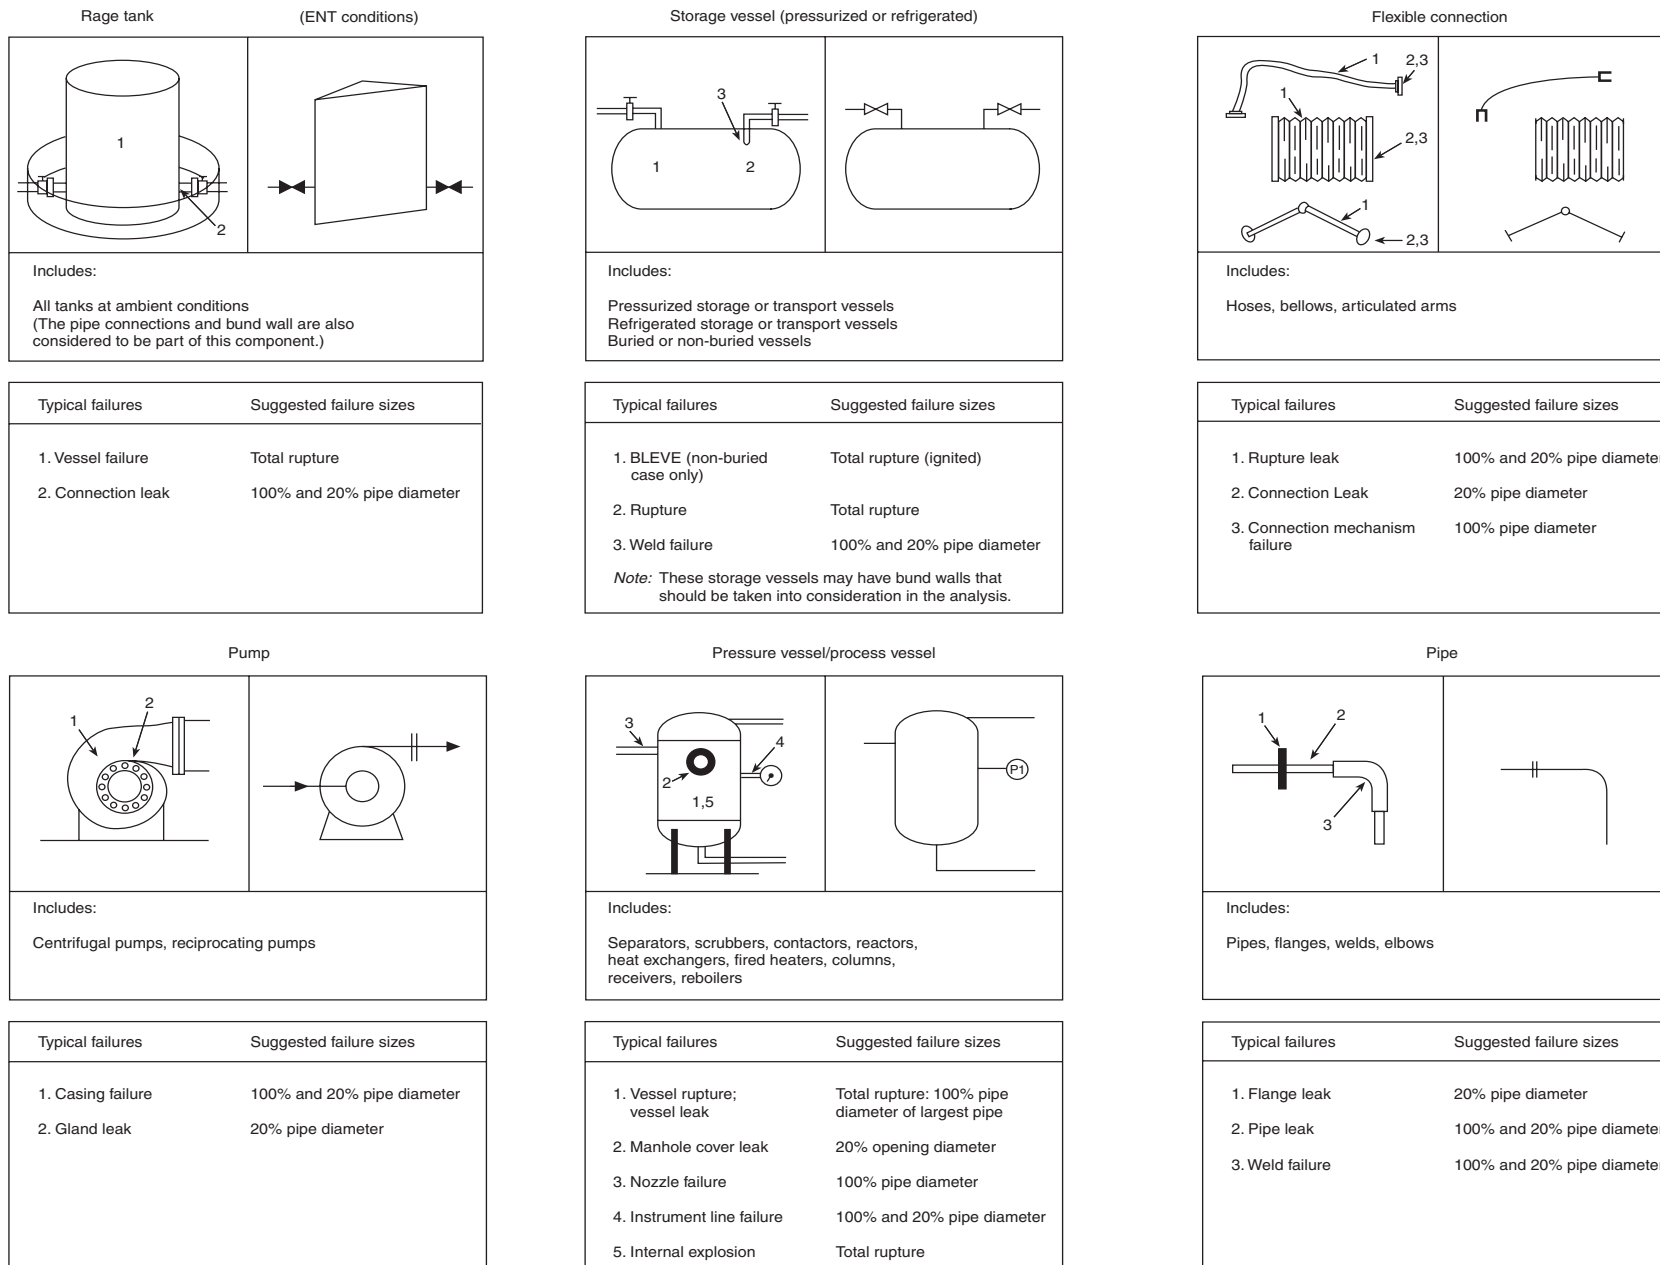 Rage tank (ENT conditions)
1
2
Includes:
All tanks at ambient conditions
(The pipe connections and bund wall are also
considered to be part of this component.)
Typical failures Suggested failure sizes
1. Vessel failure Total rupture
2. Connection leak 100% and 20% pipe diameter
Storage vessel (pressurized or refrigerated)
3
1 2
Includes:
Pressurized storage or transport vessels
Refrigerated storage or transport vessels
Buried or non-buried vessels
Typical failures Suggested failure sizes
1. BLEVE (non-buried Total rupture (ignited)
case only)
2. Rupture Total rupture
3. Weld failure 100% and 20% pipe diameter
Note: These storage vessels may have bund walls that
should be taken into consideration in the analysis.
Flexible connection
1 2,3
1
2,3
1
2,3
Includes:
Hoses, bellows, articulated arms
Typical failures Suggested failure sizes
1. Rupture leak 100% and 20% pipe diameter
2. Connection Leak 20% pipe diameter
3. Connection mechanism 100% pipe diameter
failure
Pump
1 2
Includes:
Centrifugal pumps, reciprocating pumps
Typical failures Suggested failure sizes
1. Casing failure 100% and 20% pipe diameter
2. Gland leak 20% pipe diameter
Pressure vessel/process vessel
3
4
2
1,5
P1
Includes:
Separators, scrubbers, contactors, reactors,
heat exchangers, fired heaters, columns,
receivers, reboilers
Typical failures Suggested failure sizes
1. Vessel rupture; Total rupture: 100% pipe
vessel leak diameter of largest pipe
2. Manhole cover leak 20% opening diameter
3. Nozzle failure 100% pipe diameter
4. Instrument line failure 100% and 20% pipe diameter
5. Internal explosion Total rupture
Pipe
1 2
3
Includes:
Pipes, flanges, welds, elbows
Typical failures Suggested failure sizes
1. Flange leak 20% pipe diameter
2. Pipe leak 100% and 20% pipe diameter
3. Weld failure 100% and 20% pipe diameter